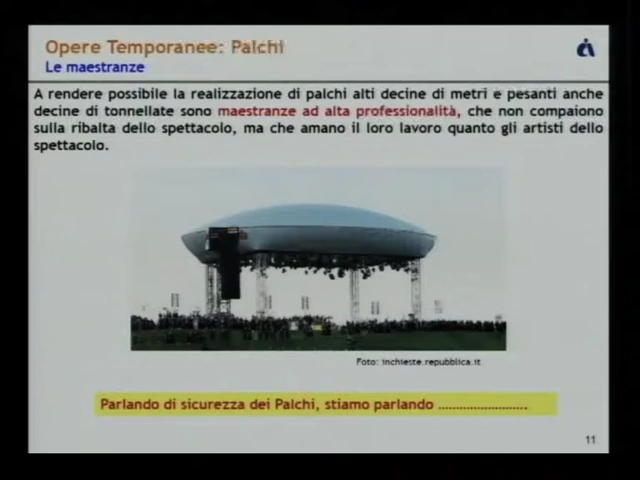 Opere Temporanee: Palchi
Le maestranze
A rendere possibile la realizzazione di palchi alti decine di metri e pesanti anche
decine di tonnellate sono maestranze ad alta professionalità, che non compaiono
sulla ribalta dello spettacolo, ma che amano il loro lavoro quanto gli artisti dello
spettacolo.
Foto: inchieste.repubblica.it
Parlando di sicurezza dei Palchi, stiamo parlando ..........................
11